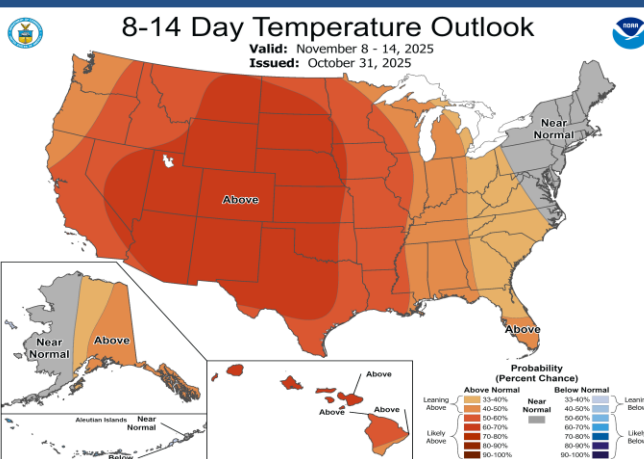 8-14 Day Temperature Outlook
Valid: November 8 - 14, 2025
Issued: October 31, 2025
NOAA
Near
Normal
Above
Above
Near
Normal
Above
Aleutian Islands
Near
Normal
Below
Above
Above
Above
Probability
(Percent Chance)
Above Normal
Near
Normal
Below Normal
Leaning
Above
33-40%
40-50%
Likely
Above
50-60%
60-70%
70-80%
80-90%
90-100%
33-40%
40-50%
50-60%
60-70%
70-80%
80-90%
90-100%